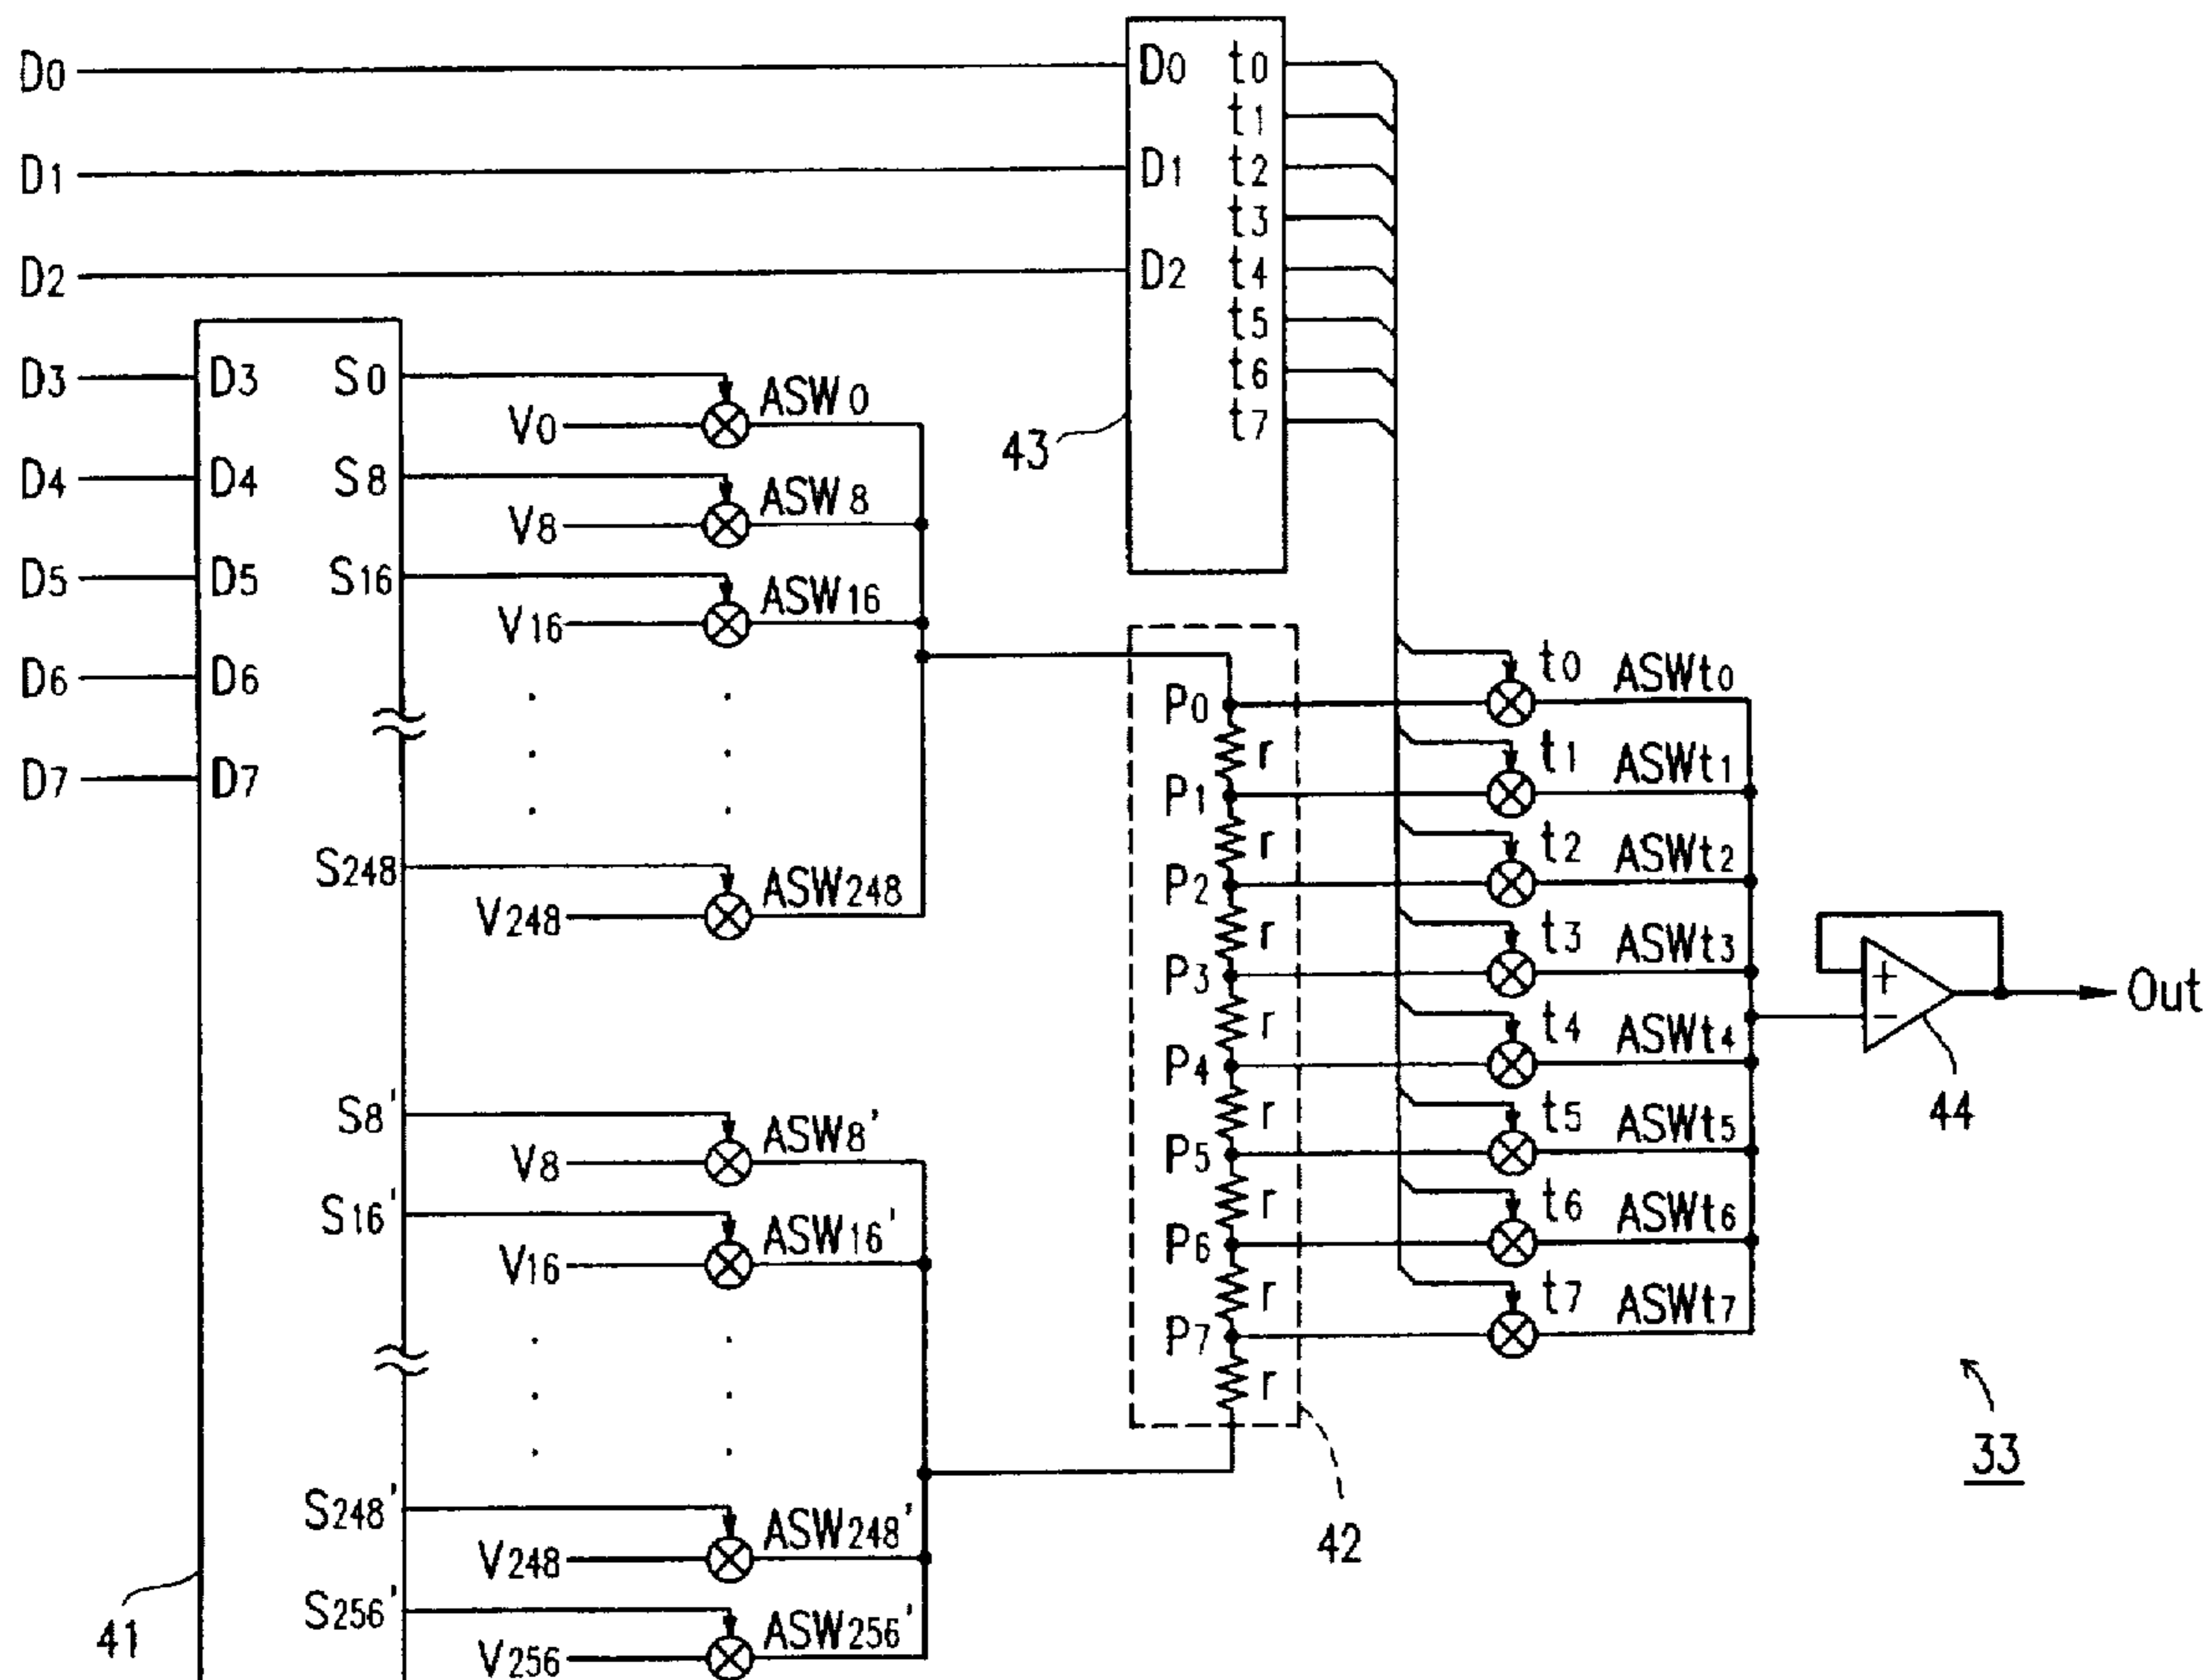 D0 D0 t0
t1
D1 D1 t2
t3
D2 D2 t4
t5
t6
t7
43
D3 D3 S0 ASW0
V0
D4 D4 S8 ASW8
V8
D5 D5 S16 ASW16
V16
D6 D6
D7 D7
S248 ASW248
V248
S8' ASW8'
V8
S16' ASW16'
V16
S248' ASW248'
V248
S256' ASW256'
V256
41
P0 t0 ASWt0
r
P1 t1 ASWt1
r
P2 t2 ASWt2
r
P3 t3 ASWt3
r
P4 t4 ASWt4
r
P5 t5 ASWt5
r
P6 t6 ASWt6
r
P7 t7 ASWt7
r
42
+
− Out
44
33